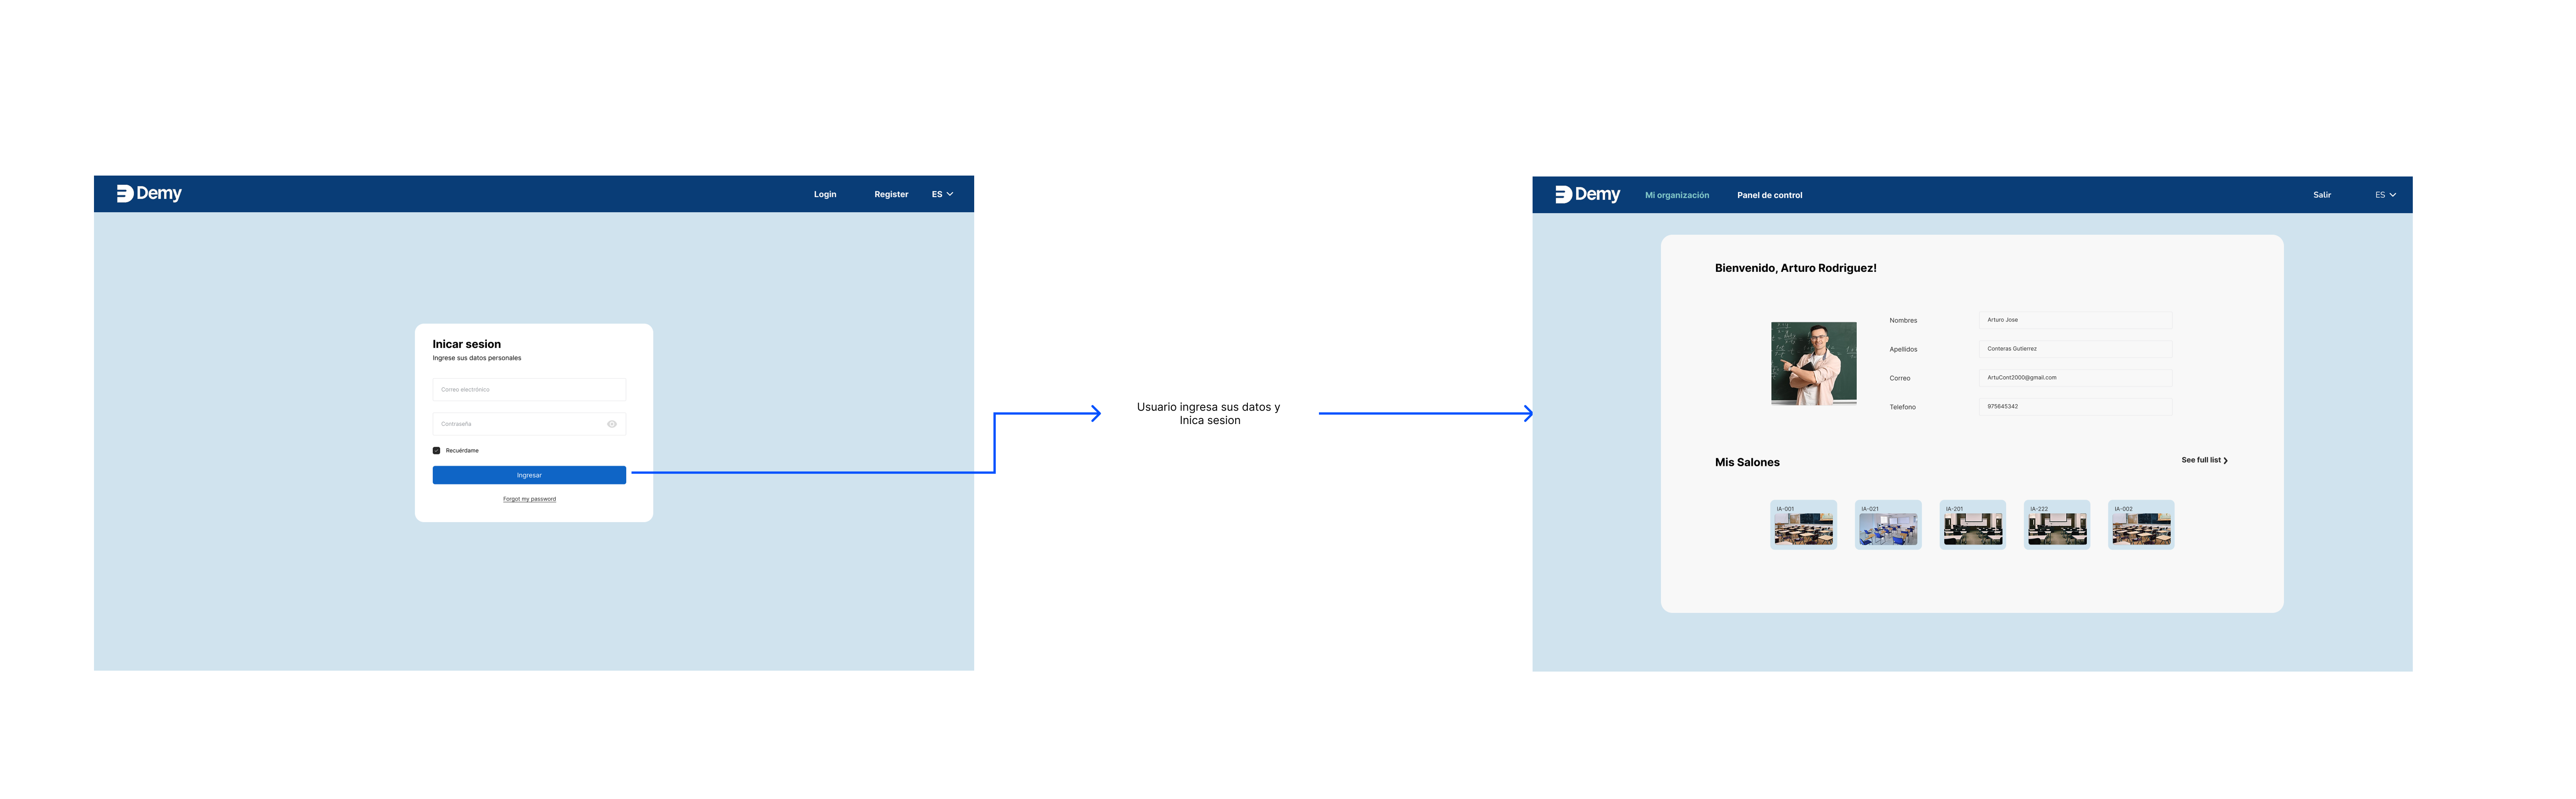 Demy
Login
Register
ES
Inicar sesion
Ingrese sus datos personales
Correo electrónico
Contraseña
Recuérdame
Ingresar
Forgot my password
Usuario ingresa sus datos y
Inica sesion
Demy
Mi organización
Panel de control
Salir
ES
Bienvenido, Arturo Rodriguez!
Nombres
Arturo Jose
Apellidos
Conteras Gutierrez
Correo
ArtuCont2000@gmail.com
Telefono
975645342
Mis Salones
See full list
IA-001
IA-021
IA-201
IA-222
IA-002